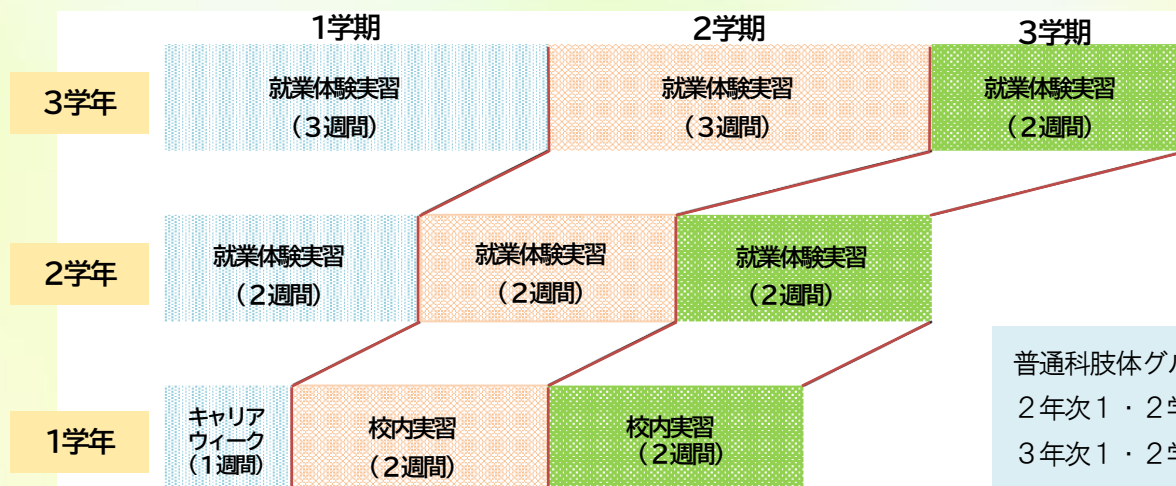 1学期
2学期
3学期
3学年
就業体験実習
（3週間）
就業体験実習
（3週間）
就業体験実習
（2週間）
2学年
就業体験実習
（2週間）
就業体験実習
（2週間）
就業体験実習
（2週間）
1学年
キャリア
ウィーク
（1週間）
校内実習
（2週間）
校内実習
（2週間）
普通科肢体グル
２年次１・２学
３年次１・２学